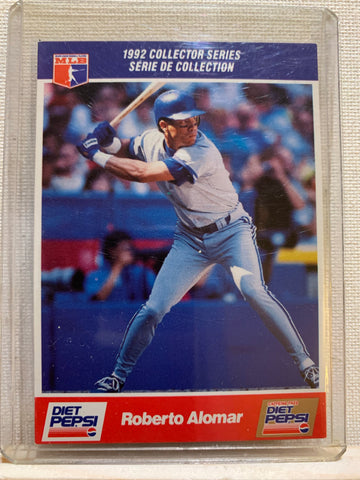 MLB
1992 COLLECTOR SERIES
SÉRIE DE COLLECTION
DIET
PEPSI
Roberto Alomar
DIET
PEPSI